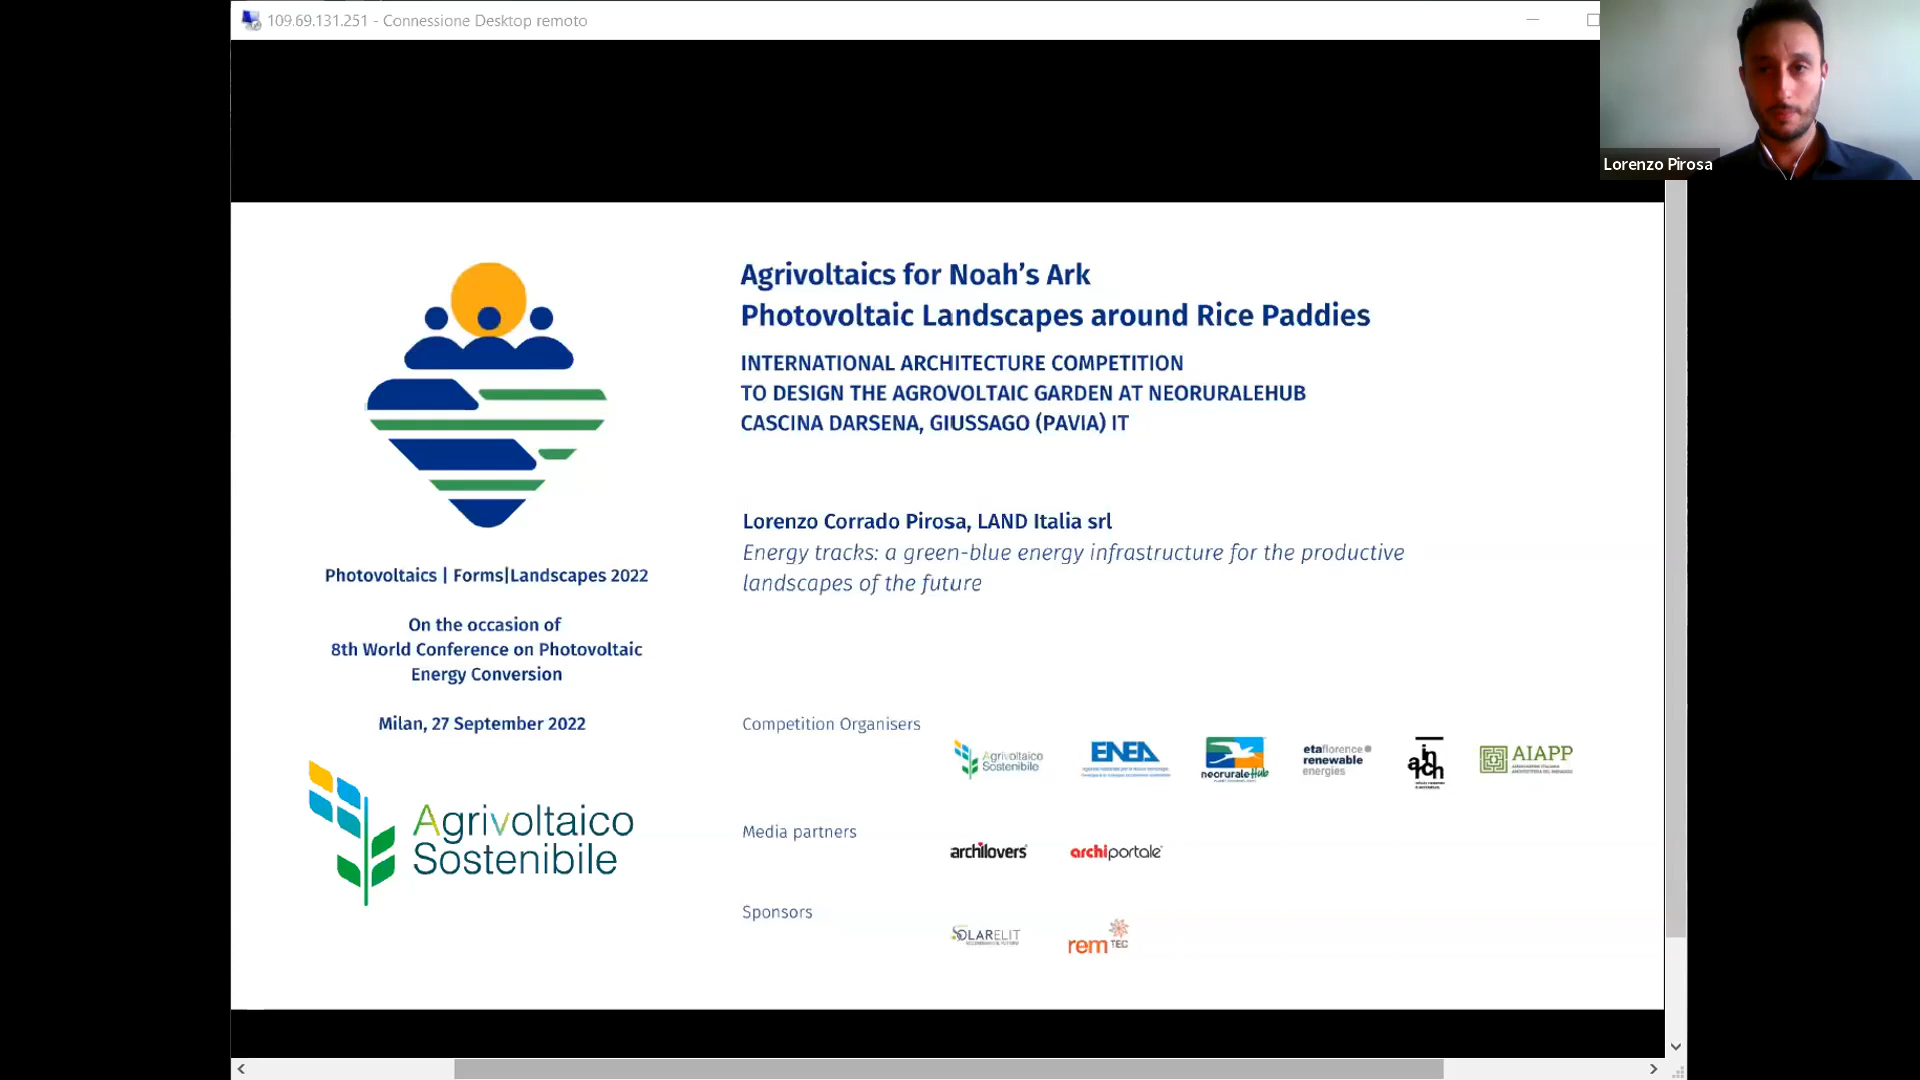 109.69.131.251 - Connessione Desktop remoto
Lorenzo Pirosa
Agrivoltaics for Noah's Ark
Photovoltaic Landscapes around Rice Paddies
INTERNATIONAL ARCHITECTURE COMPETITION
TO DESIGN THE AGROVOLTAIC GARDEN AT NEORURALEHUB
CASCINA DARSENA, GIUSSAGO (PAVIA) IT
Lorenzo Corrado Pirosa, LAND Italia srl
Energy tracks: a green-blue energy infrastructure for the productive
landscapes of the future
Photovoltaics | Forms|Landscapes 2022
On the occasion of
8th World Conference on Photovoltaic
Energy Conversion
Milan, 27 September 2022
Agrivoltaico
Sostenibile
Competition Organisers
Agrivoltaico
Sostenibile
ENEA
neoruraleHub
etaflorence
renewable
energies
in
arch
AIAPP
Media partners
archilovers
archiportale
Sponsors
SOLARELIT
remTEC